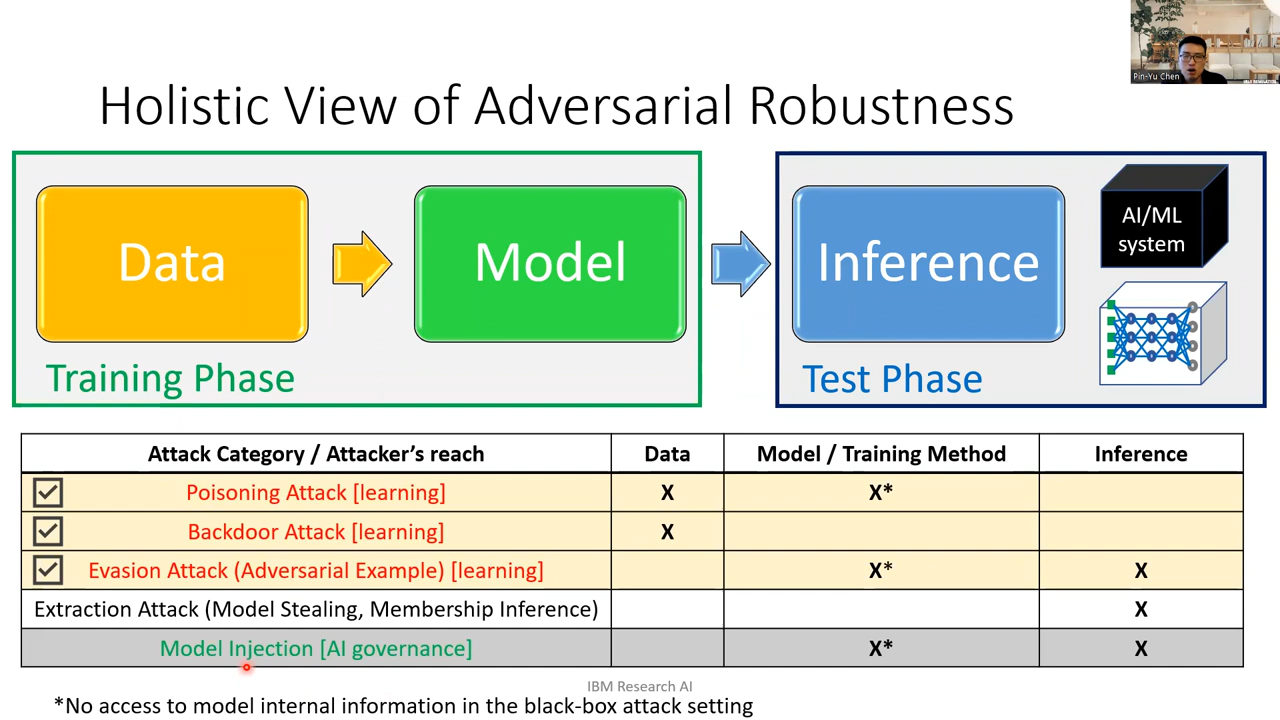 Pin-Yu Chen
Holistic View of Adversarial Robustness
Data
Model
Inference
AI/ML
system
Training Phase
Test Phase
Attack Category / Attacker's reach Data Model / Training Method Inference
Poisoning Attack [learning] X X*
Backdoor Attack [learning] X
Evasion Attack (Adversarial Example) [learning] X* X
Extraction Attack (Model Stealing, Membership Inference) X
Model Injection [AI governance] X* X
IBM Research AI
*No access to model internal information in the black-box attack setting